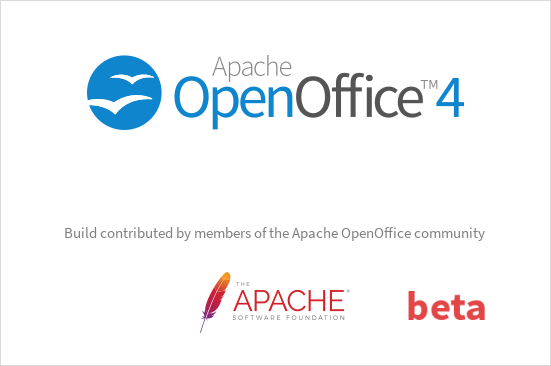 Apache
OpenOffice™ 4
Build contributed by members of the Apache OpenOffice community
THE
APACHE®
SOFTWARE FOUNDATION
beta